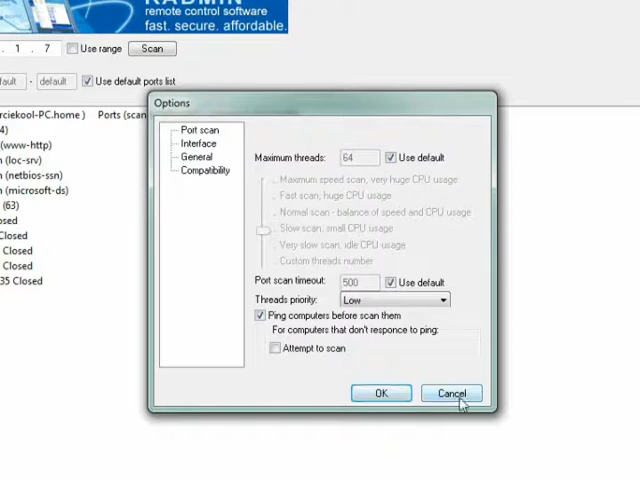 RADMIN
remote control software
fast. secure. affordable.
. 1 . 7 Use range Scan
fault - default Use default ports list
rciekool-PC.home ) Ports (scan
4)
(www-http)
n (loc-srv)
n (netbios-ssn)
n (microsoft-ds)
(63)
osed
Closed
Closed
Closed
35 Closed
Options
Port scan
Interface
General
Compatibility
Maximum threads: 64 Use default
Maximum speed scan, very huge CPU usage
Fast scan, huge CPU usage
Normal scan - balance of speed and CPU usage
Slow scan, small CPU usage
Very slow scan, idle CPU usage
Custom threads number
Port scan timeout: 500 Use default
Threads priority: Low
Ping computers before scan them
For computers that don't responce to ping:
Attempt to scan
OK Cancel